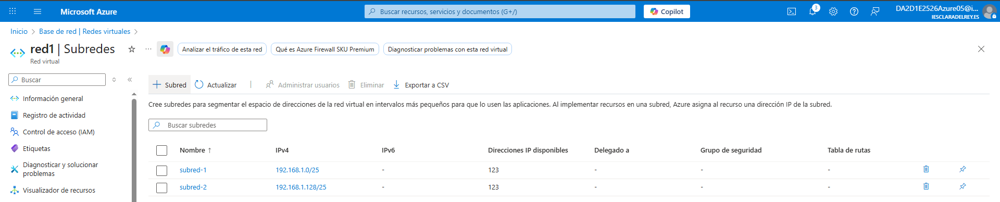 Microsoft Azure
Buscar recursos, servicios y documentos (G+/)
Copilot
3
DA2D1E2526Azure05@i...
IESCLARADELREY.ES
Inicio > Base de red | Redes virtuales >
red1 | Subredes
Red virtual
Analizar el tráfico de esta red
Qué es Azure Firewall SKU Premium
Diagnosticar problemas con esta red virtual
Buscar
Información general
Registro de actividad
Control de acceso (IAM)
Etiquetas
Diagnosticar y solucionar
problemas
Visualizador de recursos
Subred
Actualizar
Administrar usuarios
Eliminar
Exportar a CSV
Cree subredes para segmentar el espacio de direcciones de la red virtual en intervalos más pequeños para que lo usen las aplicaciones. Al implementar recursos en una subred, Azure asigna al recurso una dirección IP de la subred.
Buscar subredes
Nombre ↑ IPv4 IPv6 Direcciones IP disponibles Delegado a Grupo de seguridad Tabla de rutas
subred-1 192.168.1.0/25 - 123 - - -
subred-2 192.168.1.128/25 - 123 - - -